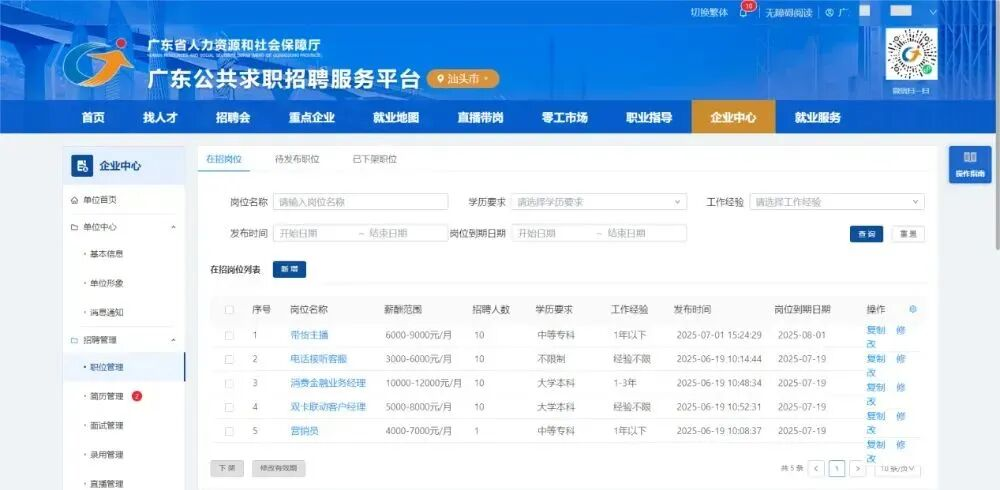 切换繁体 10 无障碍阅读 广
广东省人力资源和社会保障厅
广东公共求职招聘服务平台 汕头市
微信扫一扫
首页 找人才 招聘会 重点企业 就业地图 直播带岗 零工市场 职业指导 企业中心 就业服务
企业中心
单位首页
单位中心
基本信息
单位形象
消息通知
招聘管理
职位管理
简历管理 2
面试管理
录用管理
直播管理
在招岗位 待发布职位 已下架职位
操作指南
岗位名称 请输入岗位名称 学历要求 请选择学历要求 工作经验 请选择工作经验
发布时间 开始日期 ~ 结束日期 岗位到期日期 开始日期 ~ 结束日期 查询 重置
在招岗位列表 新增
序号 岗位名称 薪酬范围 招聘人数 学历要求 工作经验 发布时间 岗位到期日期 操作
1 带货主播 6000-9000元/月 10 中等专科 1年以下 2025-07-01 15:24:29 2025-08-01 复制 修改
2 电话接听客服 3000-6000元/月 10 不限制 经验不限 2025-06-19 10:14:44 2025-07-19 复制 修改
3 消费金融业务经理 10000-12000元/月 10 大学本科 1-3年 2025-06-19 10:48:34 2025-07-19 复制 修改
4 双卡联动客户经理 5000-8000元/月 10 大学本科 经验不限 2025-06-19 10:52:31 2025-07-19 复制 修改
5 营销员 4000-7000元/月 1 中等专科 1年以下 2025-06-19 10:08:37 2025-07-19 复制 修改
下架 修改有效期 共 5 条 < 1 > 10 条/页